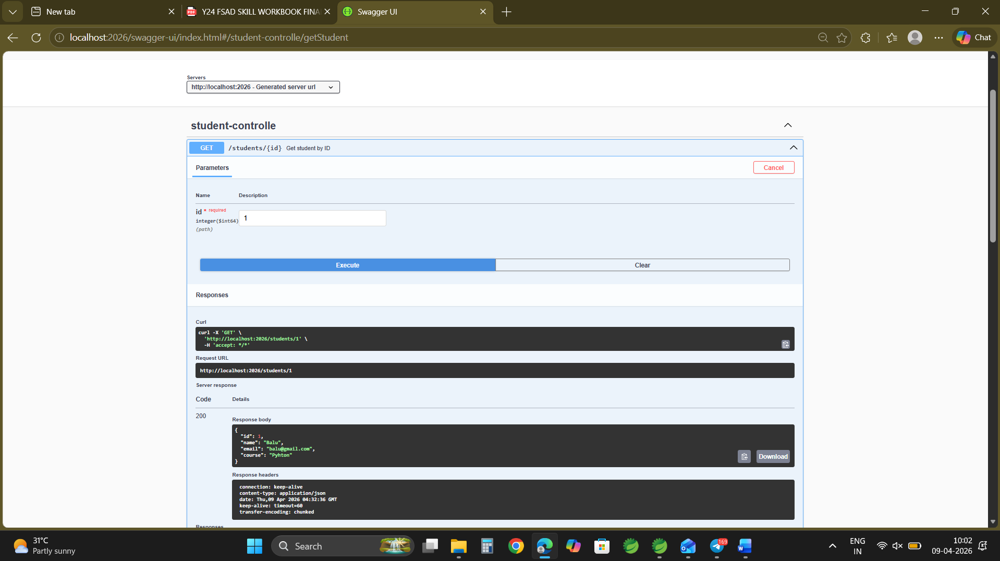 New tab
Y24 FSAD SKILL WORKBOOK FINA
Swagger UI
localhost:2026/swagger-ui/index.html#/student-controlle/getStudent
Chat
Servers
http://localhost:2026 - Generated server url
student-controlle
GET /students/{id} Get student by ID
Parameters
Cancel
Name Description
id * required
integer($int64)
(path)
1
Execute Clear
Responses
Curl
curl -X 'GET' \
'http://localhost:2026/students/1' \
-H 'accept: */*'
Request URL
http://localhost:2026/students/1
Server response
Code Details
200
Response body
{
"id": 1,
"name": "Balu",
"email": "balu@gmail.com",
"course": "Pyhton"
}
Download
Response headers
connection: keep-alive
content-type: application/json
date: Thu,09 Apr 2026 04:32:36 GMT
keep-alive: timeout=60
transfer-encoding: chunked
Responses
31°C
Partly sunny
Search
169
ENG
IN
10:02
09-04-2026